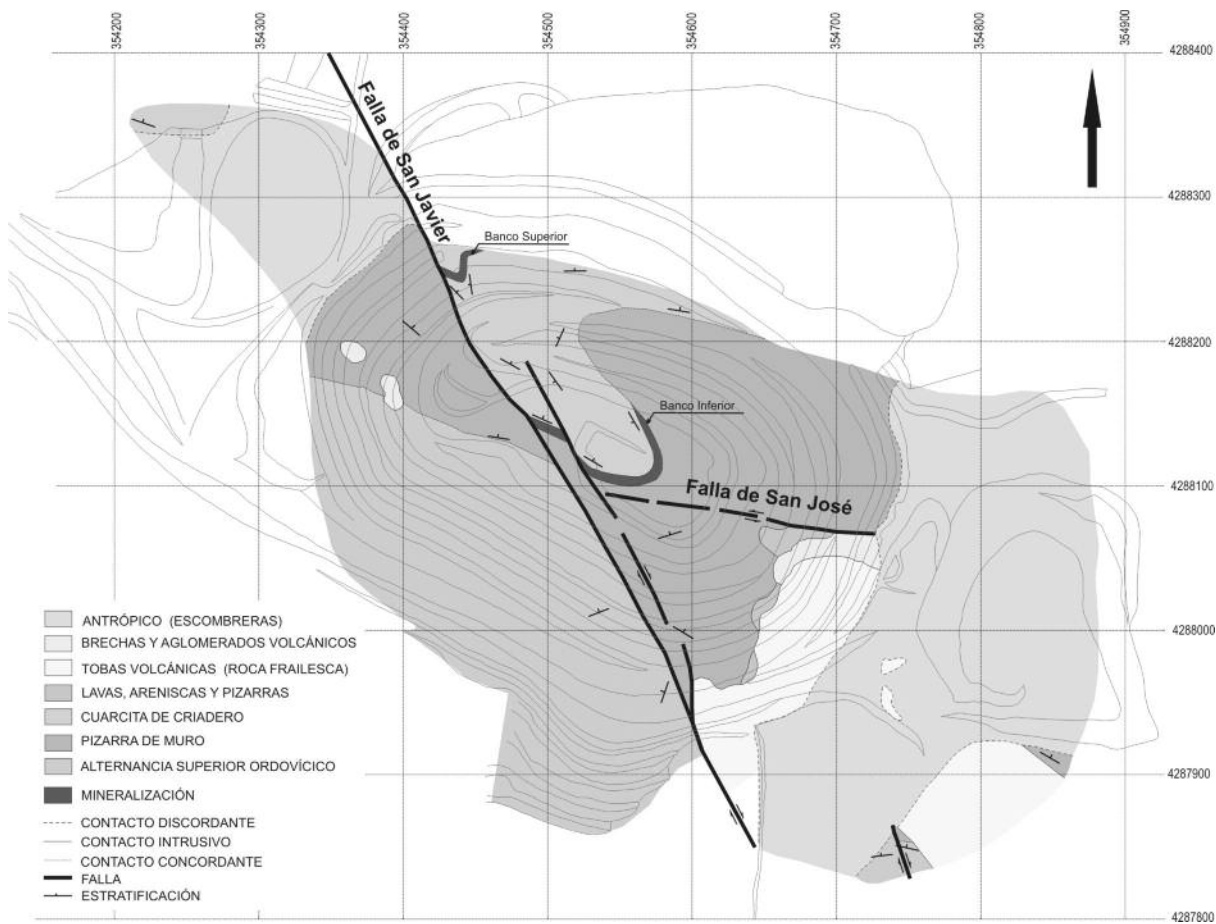 354200
354300
354400
354500
354600
354700
354800
354900
4288400
Falla de San Javier
4288300
Banco Superior
4288200
Banco Inferior
4288100
Falla de San José
4288000
4287900
4287800
ANTRÓPICO (ESCOMBRERAS)
BRECHAS Y AGLOMERADOS VOLCÁNICOS
TOBAS VOLCÁNICAS (ROCA FRAILESCA)
LAVAS, ARENISCAS Y PIZARRAS
CUARCITA DE CRIADERO
PIZARRA DE MURO
ALTERNANCIA SUPERIOR ORDOVÍCICO
MINERALIZACIÓN
CONTACTO DISCORDANTE
CONTACTO INTRUSIVO
CONTACTO CONCORDANTE
FALLA
ESTRATIFICACIÓN